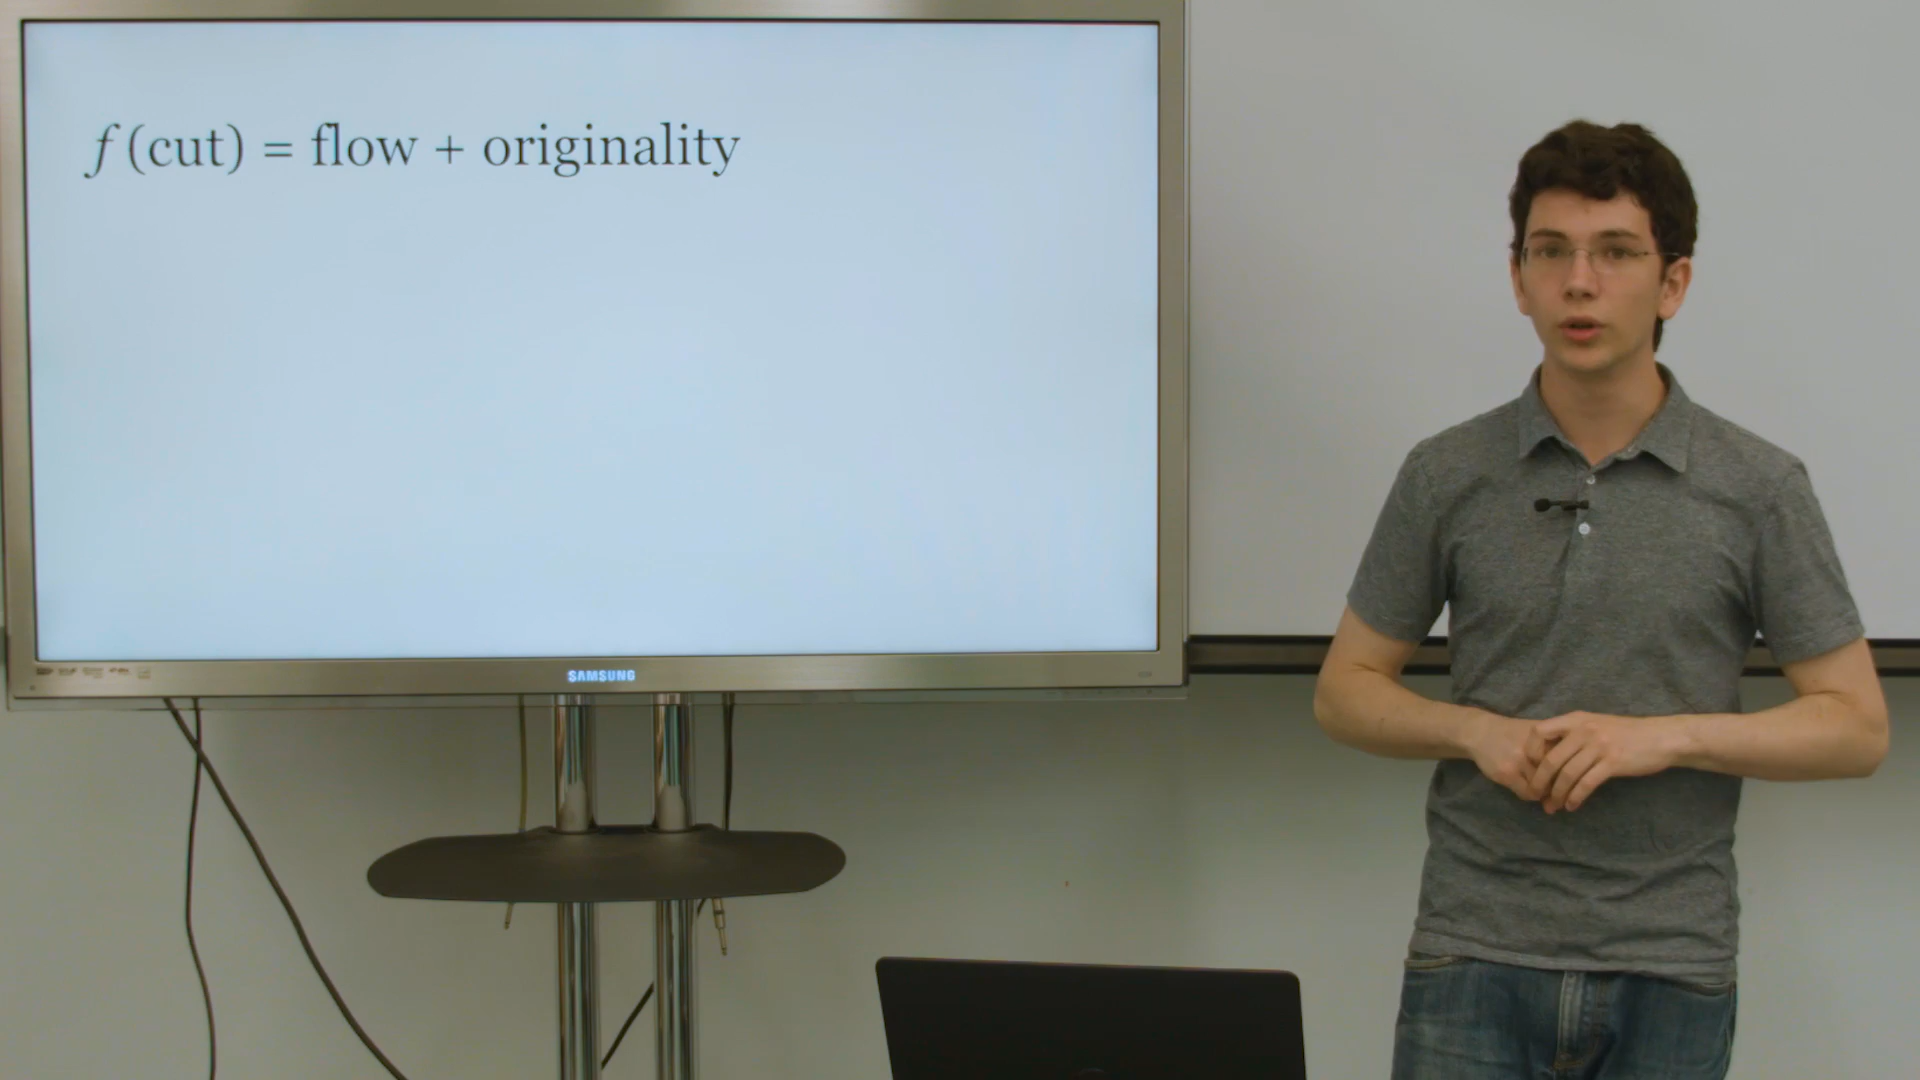 f (cut) = flow + originality
SAMSUNG